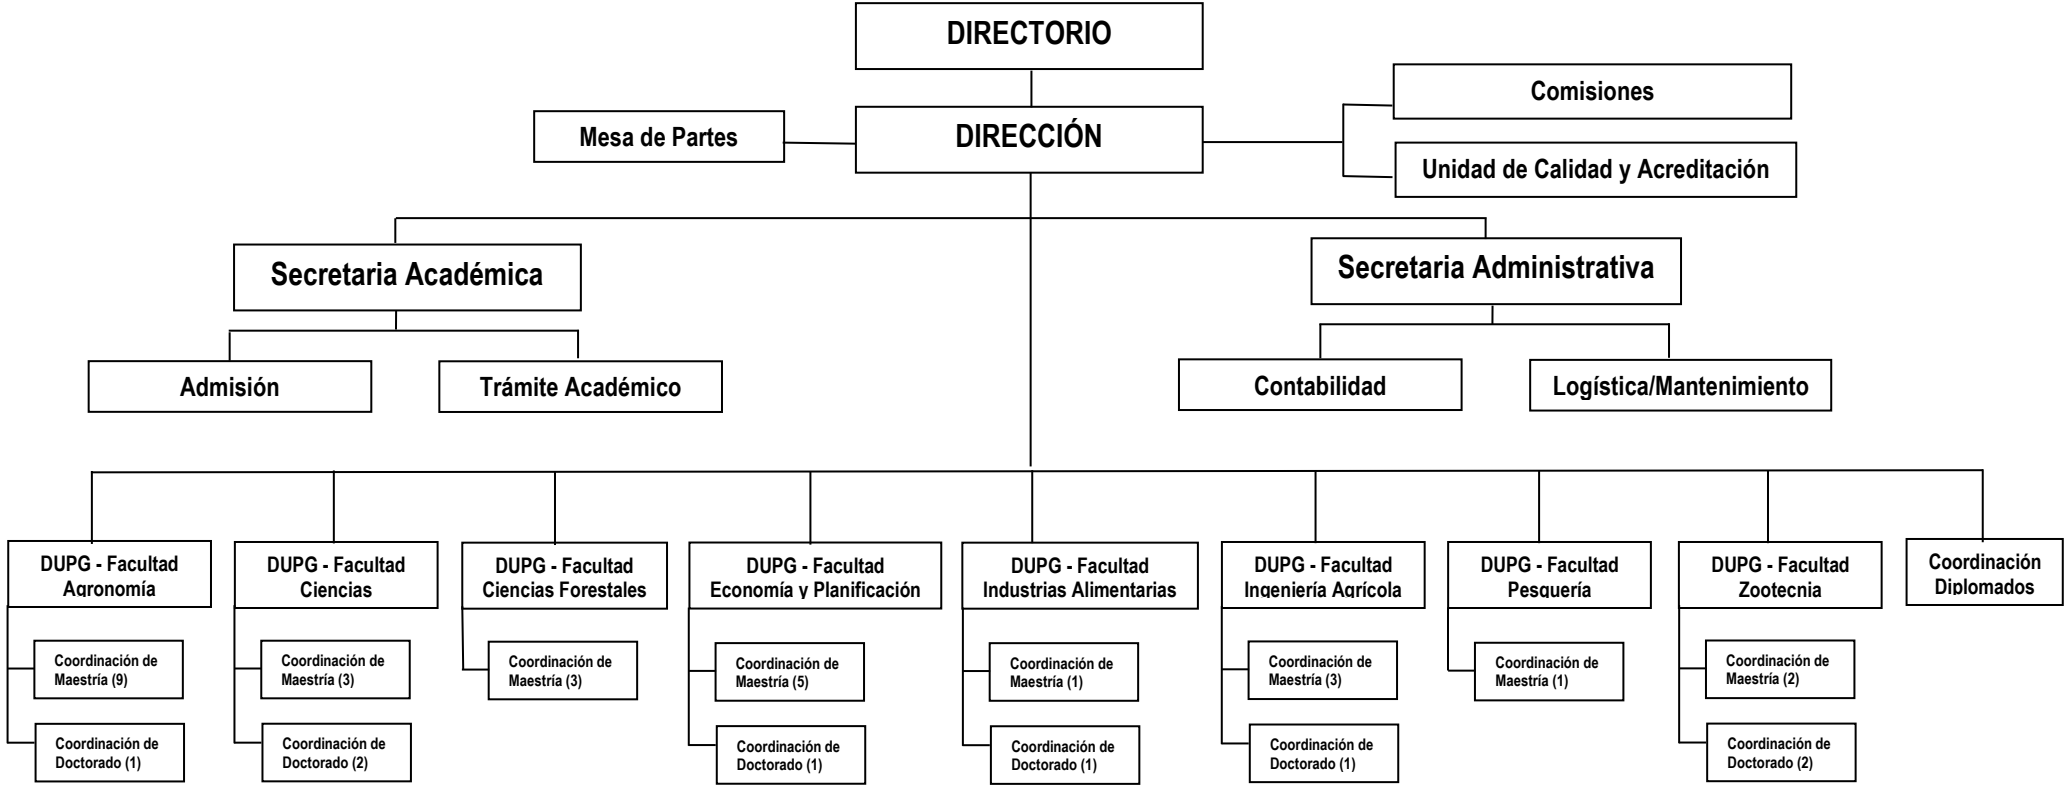 DIRECTORIO
DIRECCIÓN
Mesa de Partes
Comisiones
Unidad de Calidad y Acreditación
Secretaria Académica
Secretaria Administrativa
Admisión
Trámite Académico
Contabilidad
Logística/Mantenimiento
DUPG - Facultad
Agronomía
Coordinación de
Maestría (9)
Coordinación de
Doctorado (1)
DUPG - Facultad
Ciencias
Coordinación de
Maestría (3)
Coordinación de
Doctorado (2)
DUPG - Facultad
Ciencias Forestales
Coordinación de
Maestría (3)
DUPG - Facultad
Economía y Planificación
Coordinación de
Maestría (5)
Coordinación de
Doctorado (1)
DUPG - Facultad
Industrias Alimentarias
Coordinación de
Maestría (1)
Coordinación de
Doctorado (1)
DUPG - Facultad
Ingeniería Agrícola
Coordinación de
Maestría (3)
Coordinación de
Doctorado (1)
DUPG - Facultad
Pesquería
Coordinación de
Maestría (1)
DUPG - Facultad
Zootecnia
Coordinación de
Maestría (2)
Coordinación de
Doctorado (2)
Coordinación
Diplomados